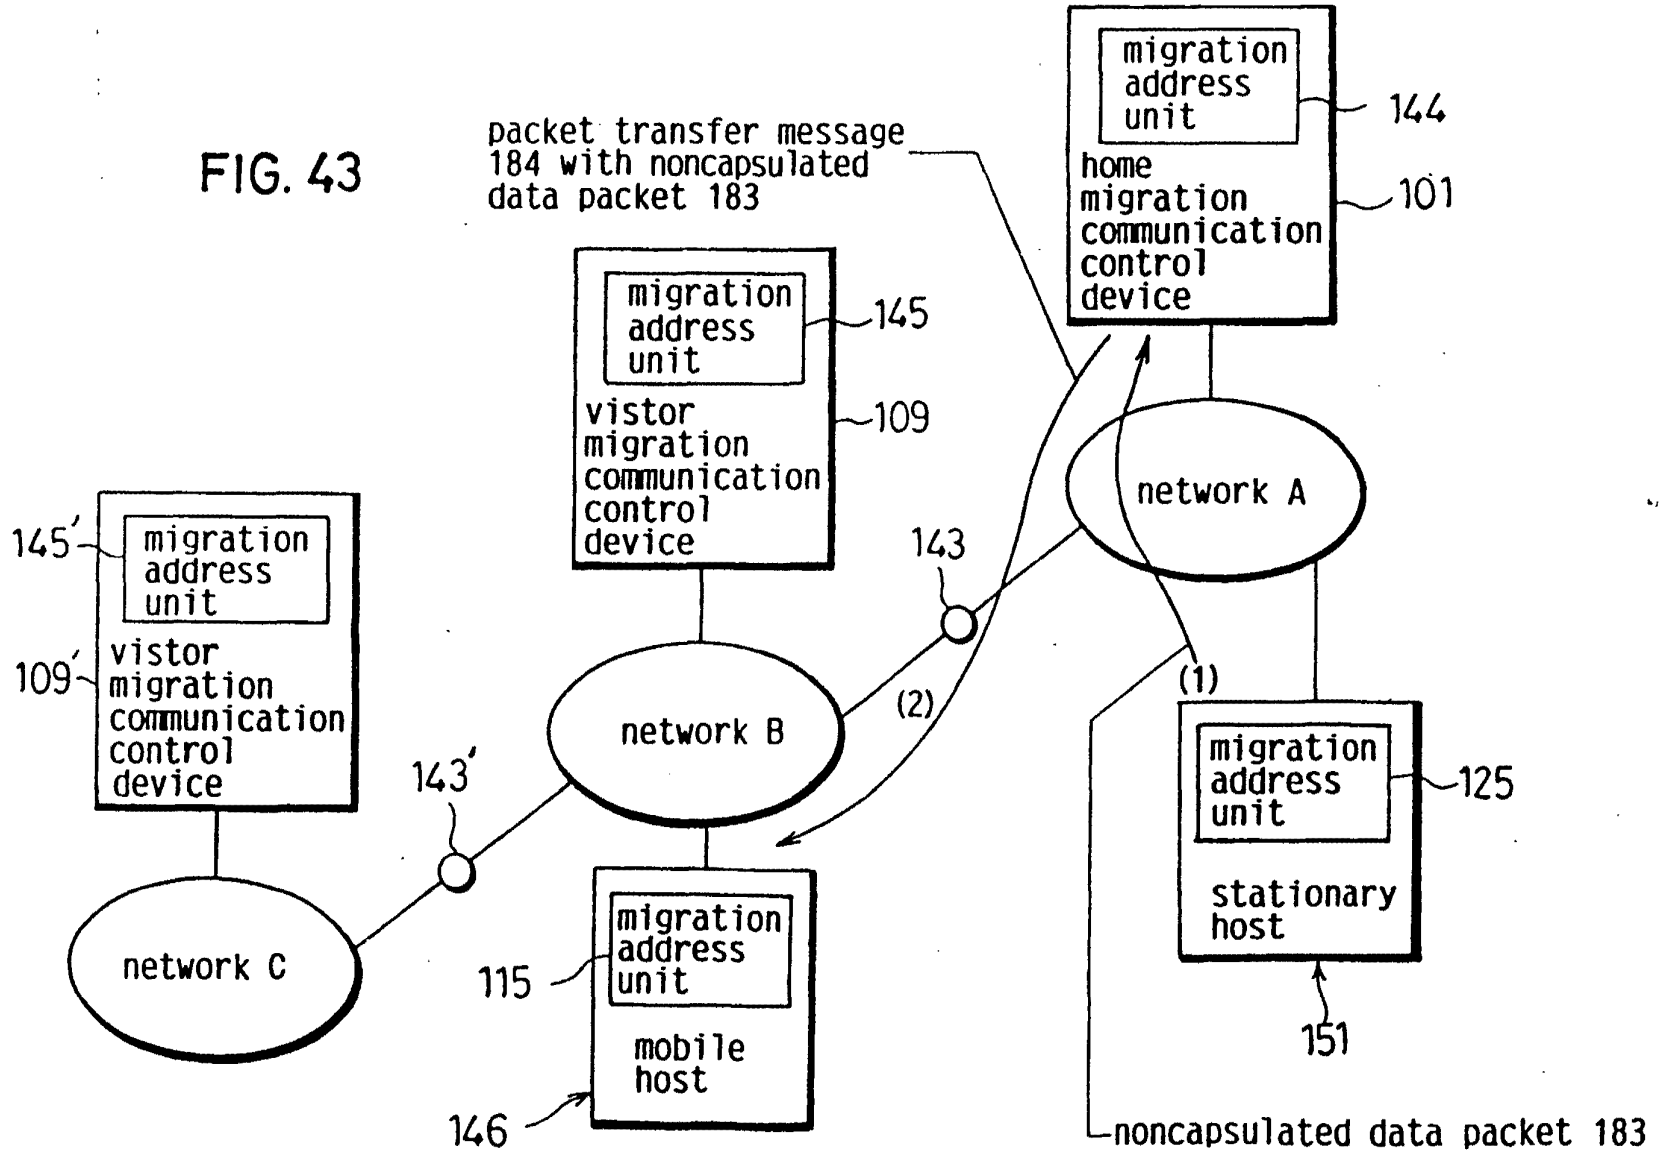 FIG. 43
packet transfer message
184 with noncapsulated
data packet 183
migration
address
unit
144
home
migration
communication
control
device
101
migration
address
unit
145
vistor
migration
communication
control
device
109
migration
address
unit
145'
vistor
migration
communication
control
device
109'
network A
143
network B
(2)
(1)
143'
network C
migration
address
unit
115
mobile
host
146
migration
address
unit
125
stationary
host
151
noncapsulated data packet 183